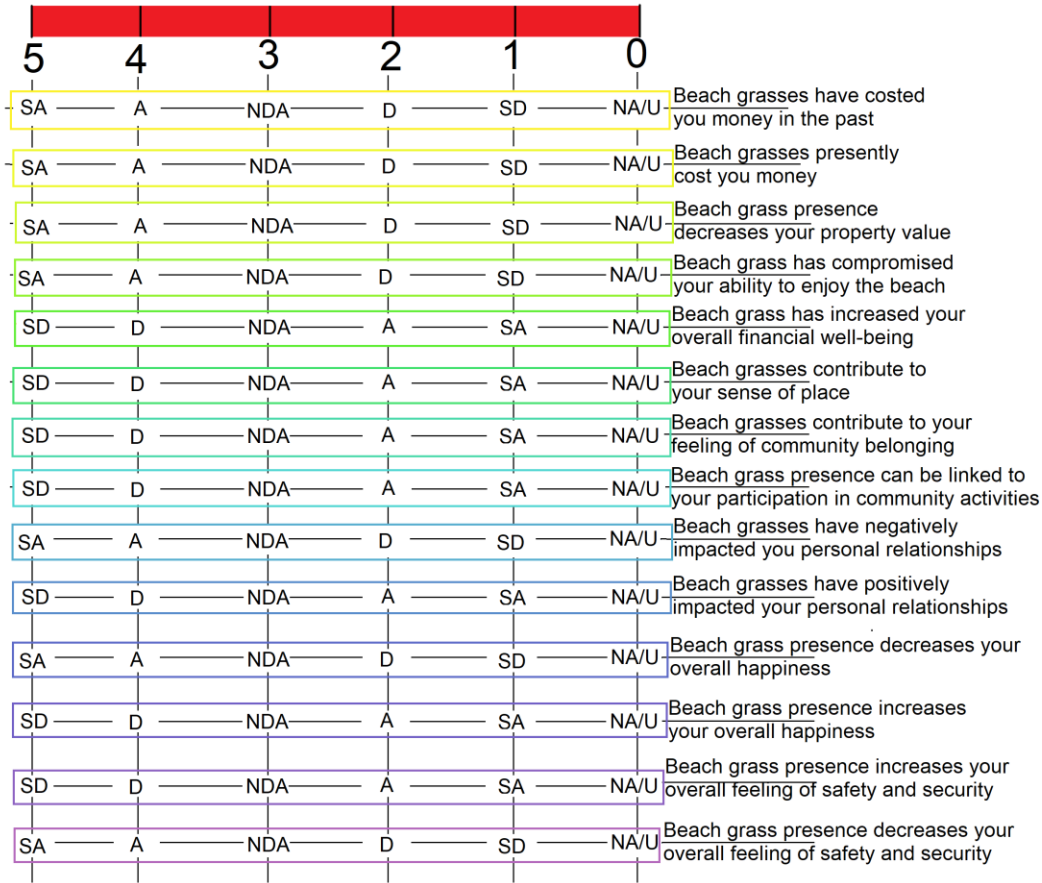 5 4 3 2 1 0
SA A NDA D SD NA/U Beach grasses have costed
you money in the past
SA A NDA D SD NA/U Beach grasses presently
cost you money
SA A NDA D SD NA/U Beach grass presence
decreases your property value
SA A NDA D SD NA/U Beach grass has compromised
your ability to enjoy the beach
SD D NDA A SA NA/U Beach grass has increased your
overall financial well-being
SD D NDA A SA NA/U Beach grasses contribute to
your sense of place
SD D NDA A SA NA/U Beach grasses contribute to your
feeling of community belonging
SD D NDA A SA NA/U Beach grass presence can be linked to
your participation in community activities
SA A NDA D SD NA/U Beach grasses have negatively
impacted you personal relationships
SD D NDA A SA NA/U Beach grasses have positively
impacted your personal relationships
SA A NDA D SD NA/U Beach grass presence decreases your
overall happiness
SD D NDA A SA NA/U Beach grass presence increases
your overall happiness
SD D NDA A SA NA/U Beach grass presence increases your
overall feeling of safety and security
SA A NDA D SD NA/U Beach grass presence decreases your
overall feeling of safety and security